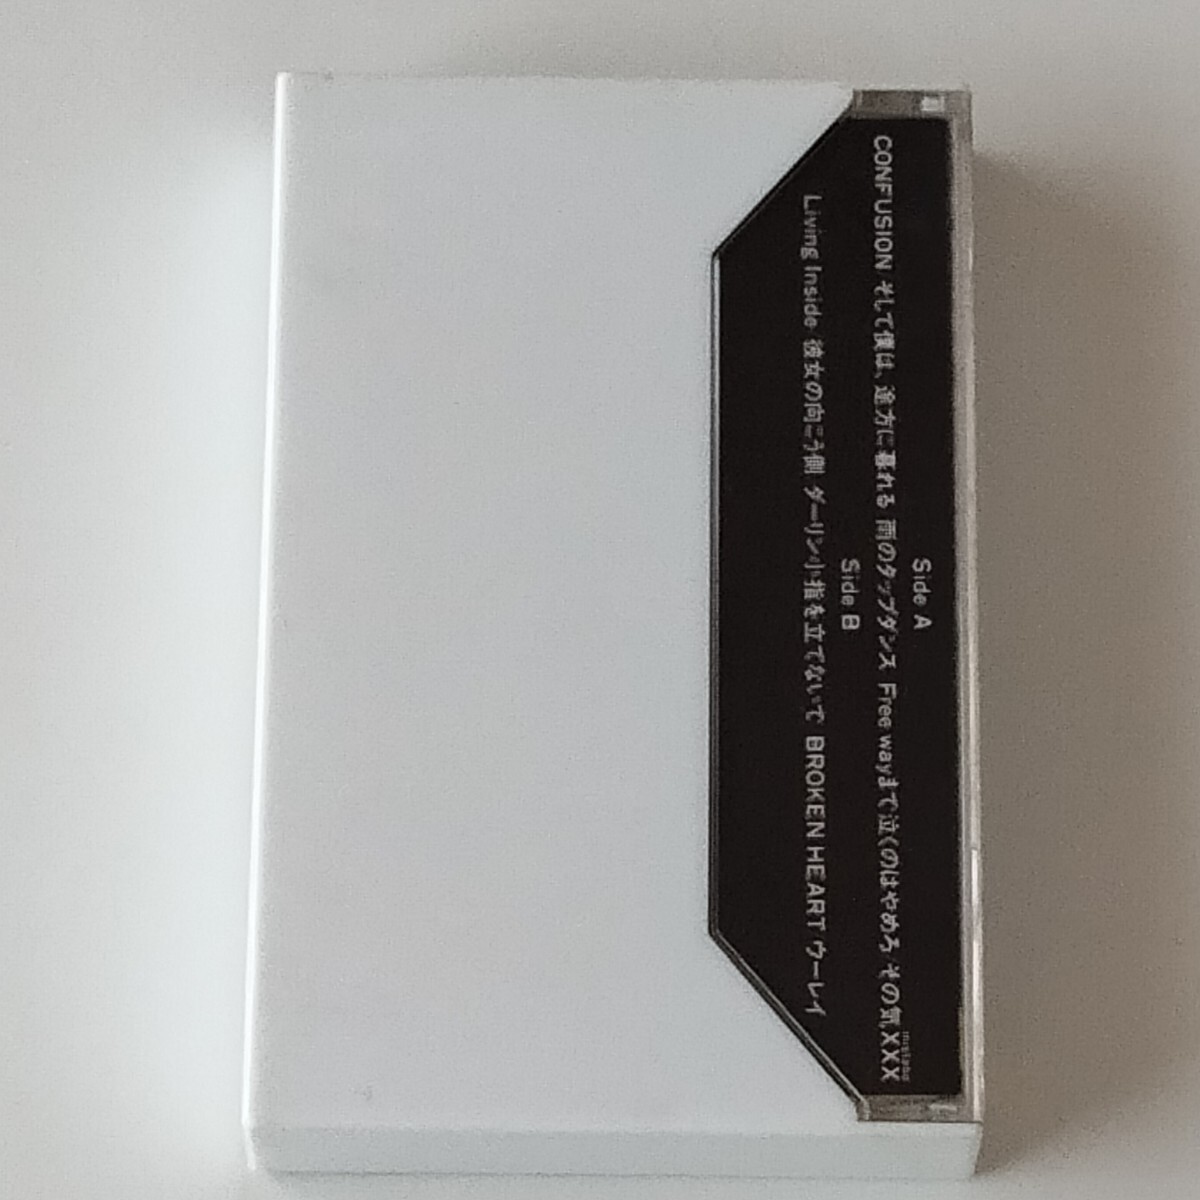 Side A
CONFUSION そして僕は、途方に暮れる 雨のタップダンス Free wayまで泣くのはやめろ その気XXX
mistake
Side B
Living Inside 彼女の向こう側 ダーリン小指を立てないで BROKEN HEART ウーレイ